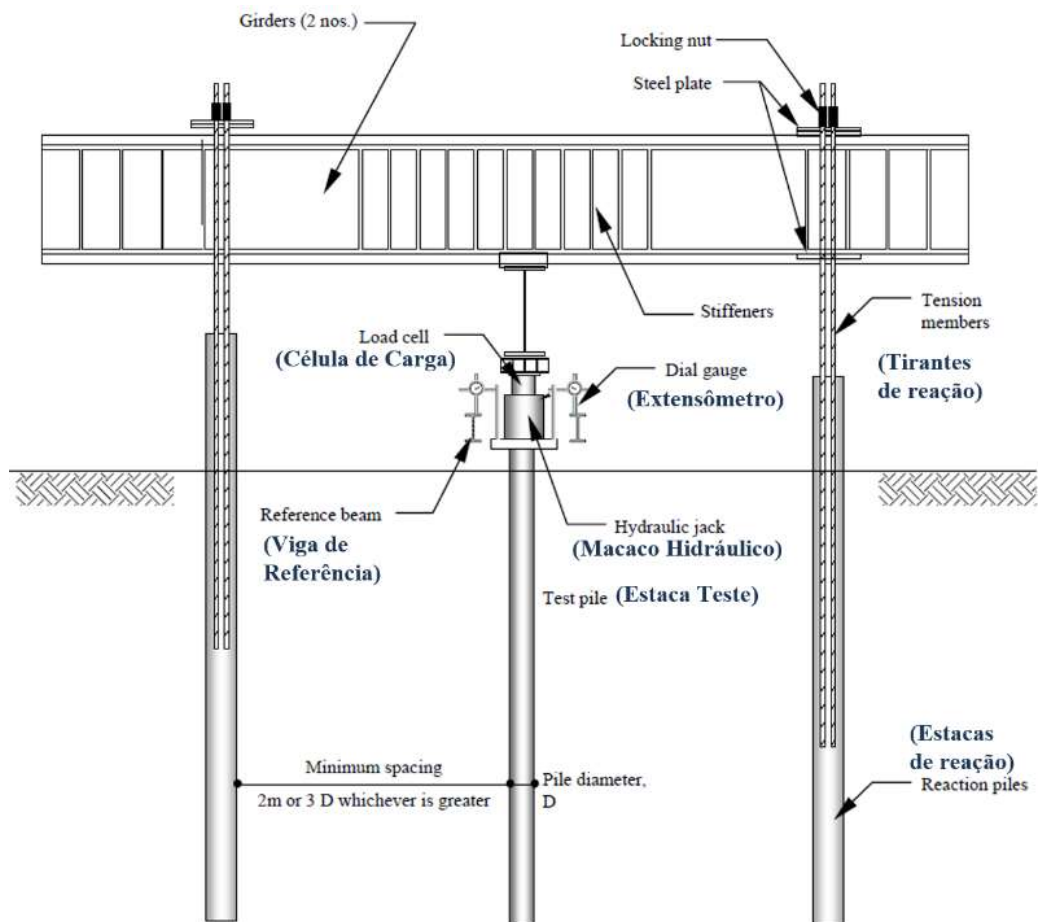 Girders (2 nos.)
Locking nut
Steel plate
Stiffeners
Tension
members
(Tirantes
de reação)
Load cell
(Célula de Carga)
Dial gauge
(Extensômetro)
Reference beam
(Viga de
Referência)
Hydraulic jack
(Macaco Hidráulico)
Test pile (Estaca Teste)
(Estacas
de reação)
Reaction piles
Minimum spacing
2m or 3 D whichever is greater
Pile diameter,
D